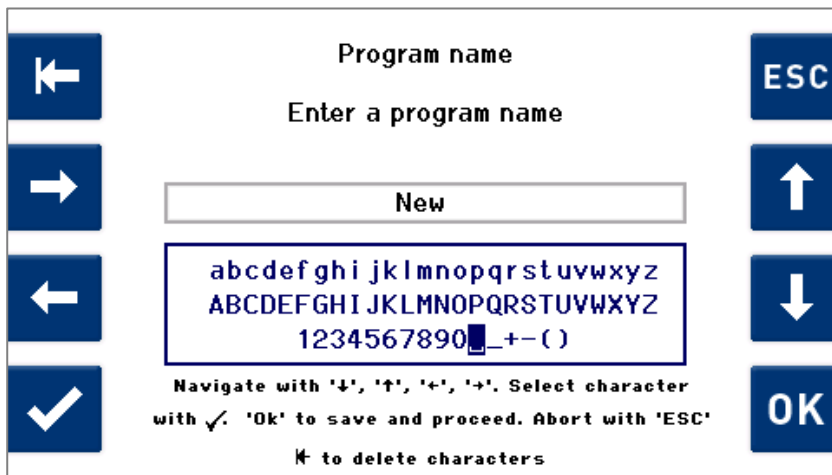 Program name
ESC
Enter a program name
New
abcdefghijklmnopqrstuvwxyz
ABCDEFGHIJKLMNOPQRSTUVWXYZ
1234567890 _+-()
Navigate with '↓', '↑', '←', '→'. Select character
with ✓. 'Ok' to save and proceed. Abort with 'ESC'
OK
to delete characters